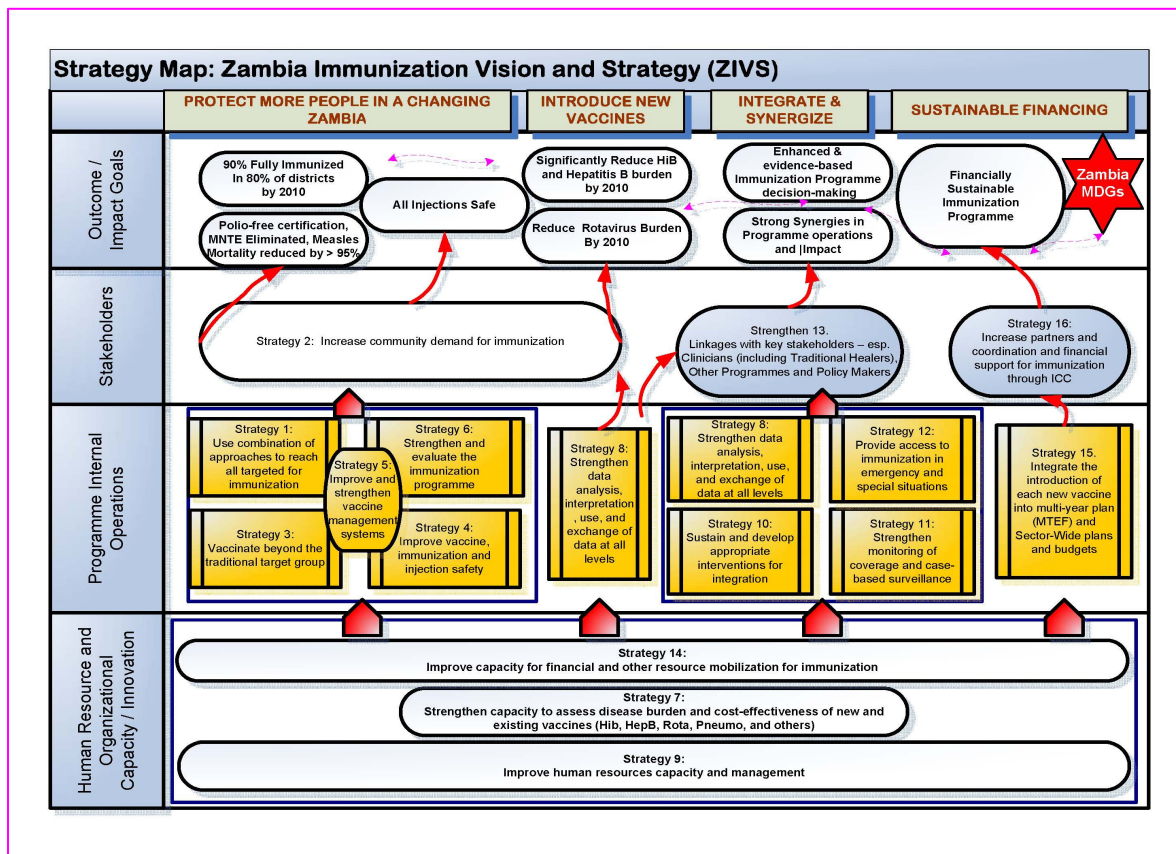 Strategy Map: Zambia Immunization Vision and Strategy (ZIVS)
PROTECT MORE PEOPLE IN A CHANGING
ZAMBIA
INTRODUCE NEW
VACCINES
INTEGRATE &
SYNERGIZE
SUSTAINABLE FINANCING
Outcome /
Impact Goals
90% Fully Immunized
In 80% of districts
by 2010
Polio-free certification,
MNTE Eliminated, Measles
Mortality reduced by > 95%
All Injections Safe
Significantly Reduce HiB
and Hepatitis B burden
by 2010
Reduce Rotavirus Burden
By 2010
Enhanced &
evidence-based
Immunization Programme
decision-making
Strong Synergies in
Programme operations
and |Impact
Financially
Sustainable
Immunization
Programme
Zambia
MDGs
Stakeholders
Strategy 2: Increase community demand for immunization
Strengthen 13.
Linkages with key stakeholders – esp.
Clinicians (including Traditional Healers),
Other Programmes and Policy Makers
Strategy 16:
Increase partners and
coordination and financial
support for immunization
through ICC
Programme Internal
Operations
Strategy 1:
Use combination of
approaches to reach
all targeted for
immunization
Strategy 6:
Strengthen and
evaluate the
immunization
programme
Strategy 5:
Improve and
strengthen
vaccine
management
systems
Strategy 3:
Vaccinate beyond the
traditional target group
Strategy 4:
Improve vaccine,
immunization and
injection safety
Strategy 8:
Strengthen
data
analysis,
interpretation
, use, and
exchange of
data at all
levels
Strategy 8:
Strengthen data
analysis,
interpretation, use,
and exchange of
data at all levels
Strategy 12:
Provide access to
immunization in
emergency and
special situations
Strategy 10:
Sustain and develop
appropriate
interventions for
integration
Strategy 11:
Strengthen
monitoring of
coverage and case-
based surveillance
Strategy 15.
Integrate the
introduction of
each new vaccine
into multi-year plan
(MTEF) and
Sector-Wide plans
and budgets
Human Resource and
Organizational
Capacity / Innovation
Strategy 14:
Improve capacity for financial and other resource mobilization for immunization
Strategy 7:
Strengthen capacity to assess disease burden and cost-effectiveness of new and
existing vaccines (Hib, HepB, Rota, Pneumo, and others)
Strategy 9:
Improve human resources capacity and management